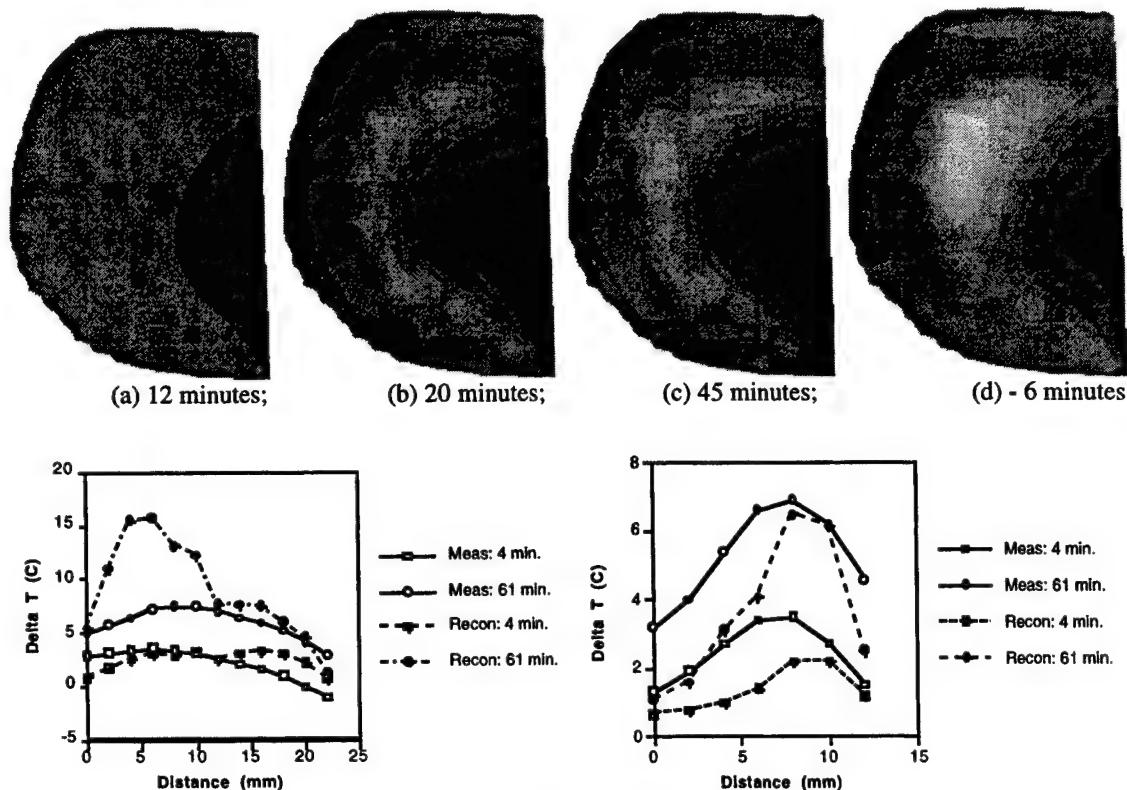 (a) 12 minutes;
(b) 20 minutes;
(c) 45 minutes;
(d) - 6 minutes
20
15
10
5
0
-5
Delta T (C)
0
5
10
15
20
25
Distance (mm)
Meas: 4 min.
Meas: 61 min.
Recon: 4 min.
Recon: 61 min.
8
6
4
2
0
Delta T (C)
0
5
10
15
Distance (mm)
Meas: 4 min.
Meas: 61 min.
Recon: 4 min.
Recon: 61 min.